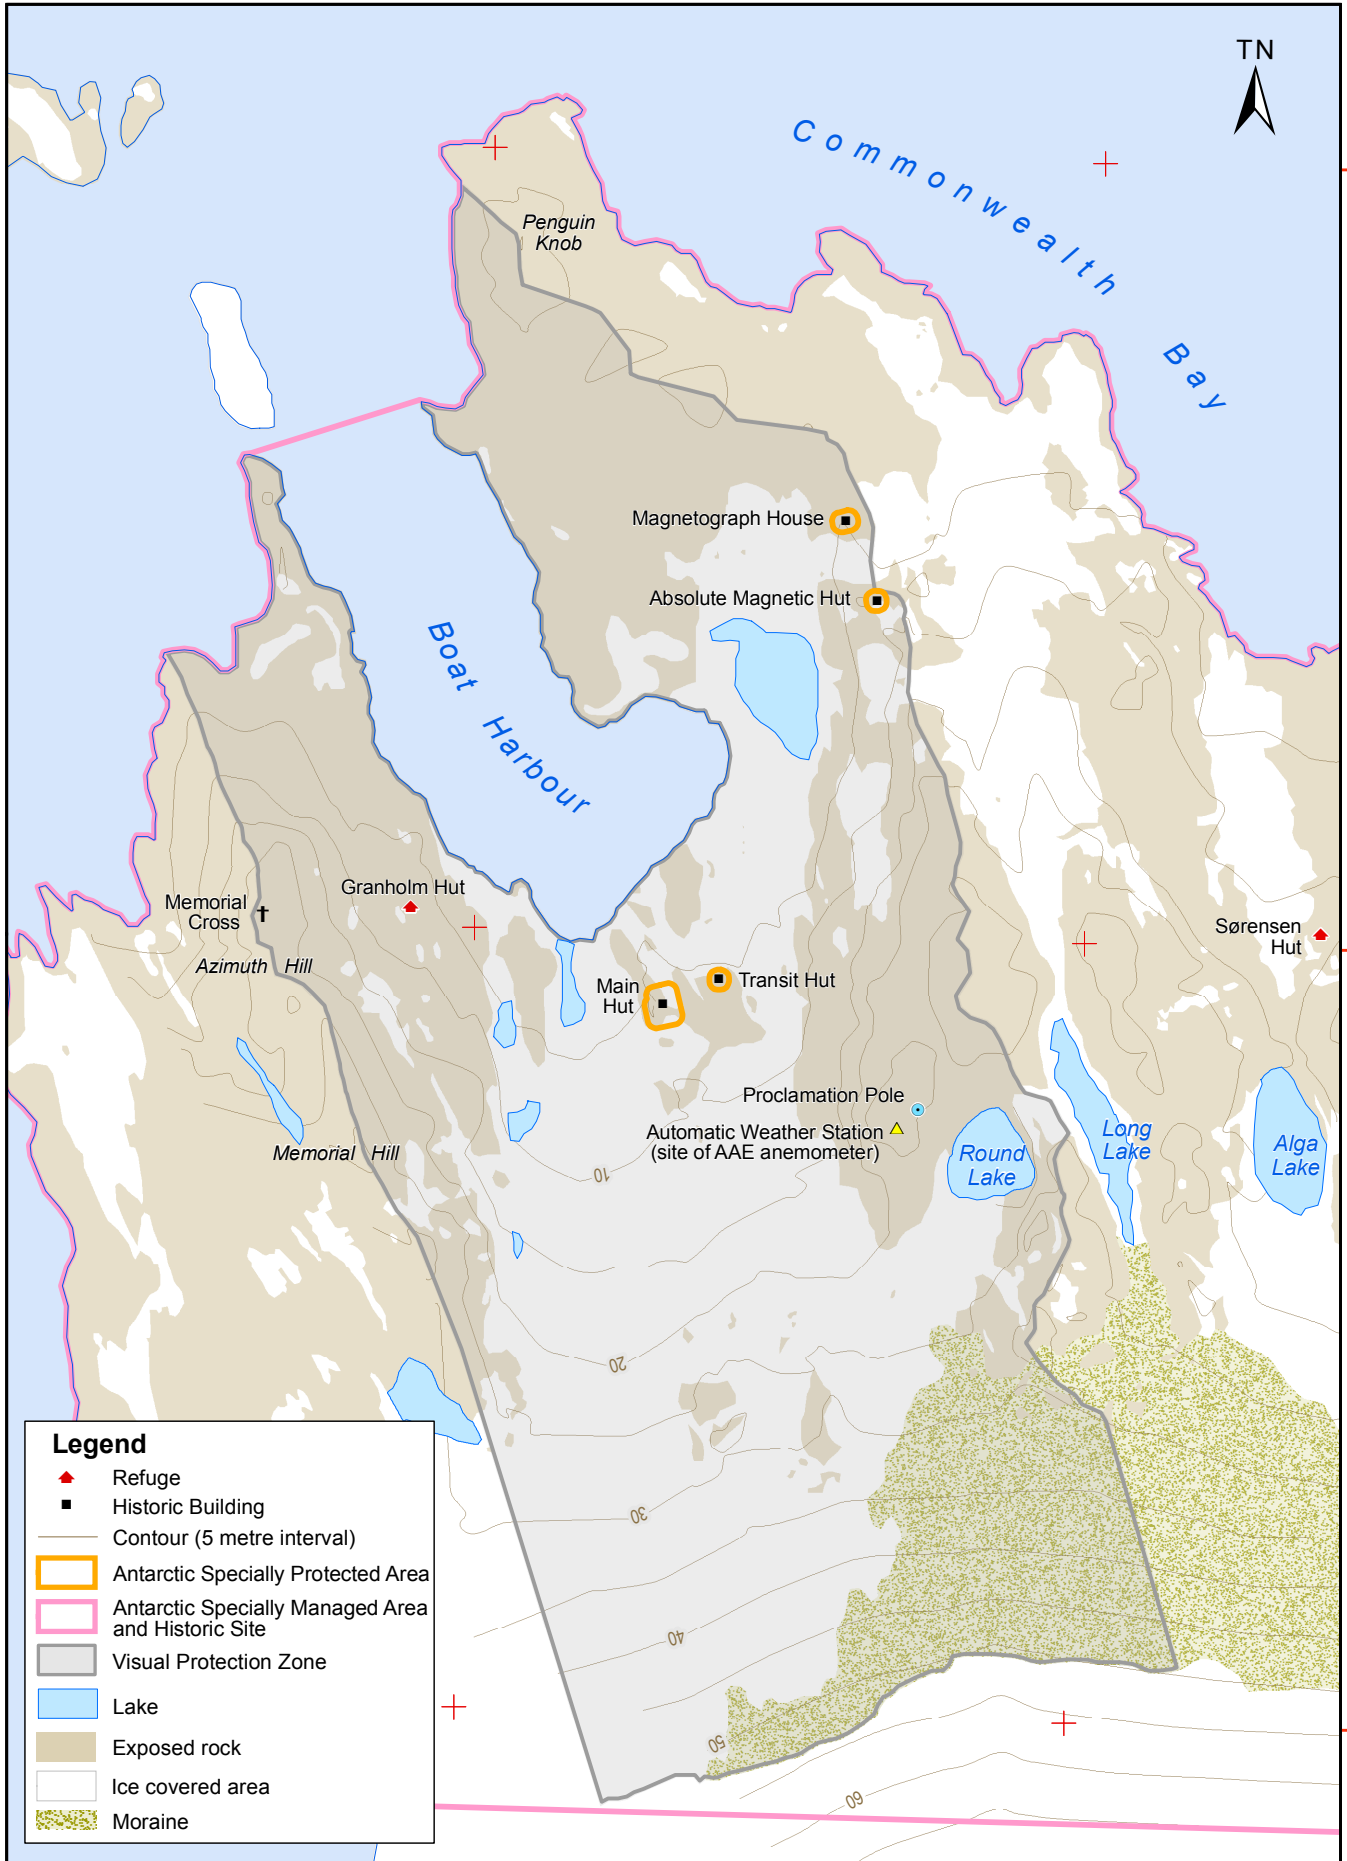 TN
Commonwealth
Bay
Penguin
Knob
Magnetograph House
Absolute Magnetic Hut
Boat Harbour
Granholm Hut
Memorial
Cross
Azimuth Hill
Sørensen
Hut
Main
Hut
Transit Hut
Proclamation Pole
Automatic Weather Station
(site of AAE anemometer)
Round
Lake
Long
Lake
Alga
Lake
Memorial Hill
10
20
30
40
50
60
Legend
Refuge
Historic Building
Contour (5 metre interval)
Antarctic Specially Protected Area
Antarctic Specially Managed Area
and Historic Site
Visual Protection Zone
Lake
Exposed rock
Ice covered area
Moraine